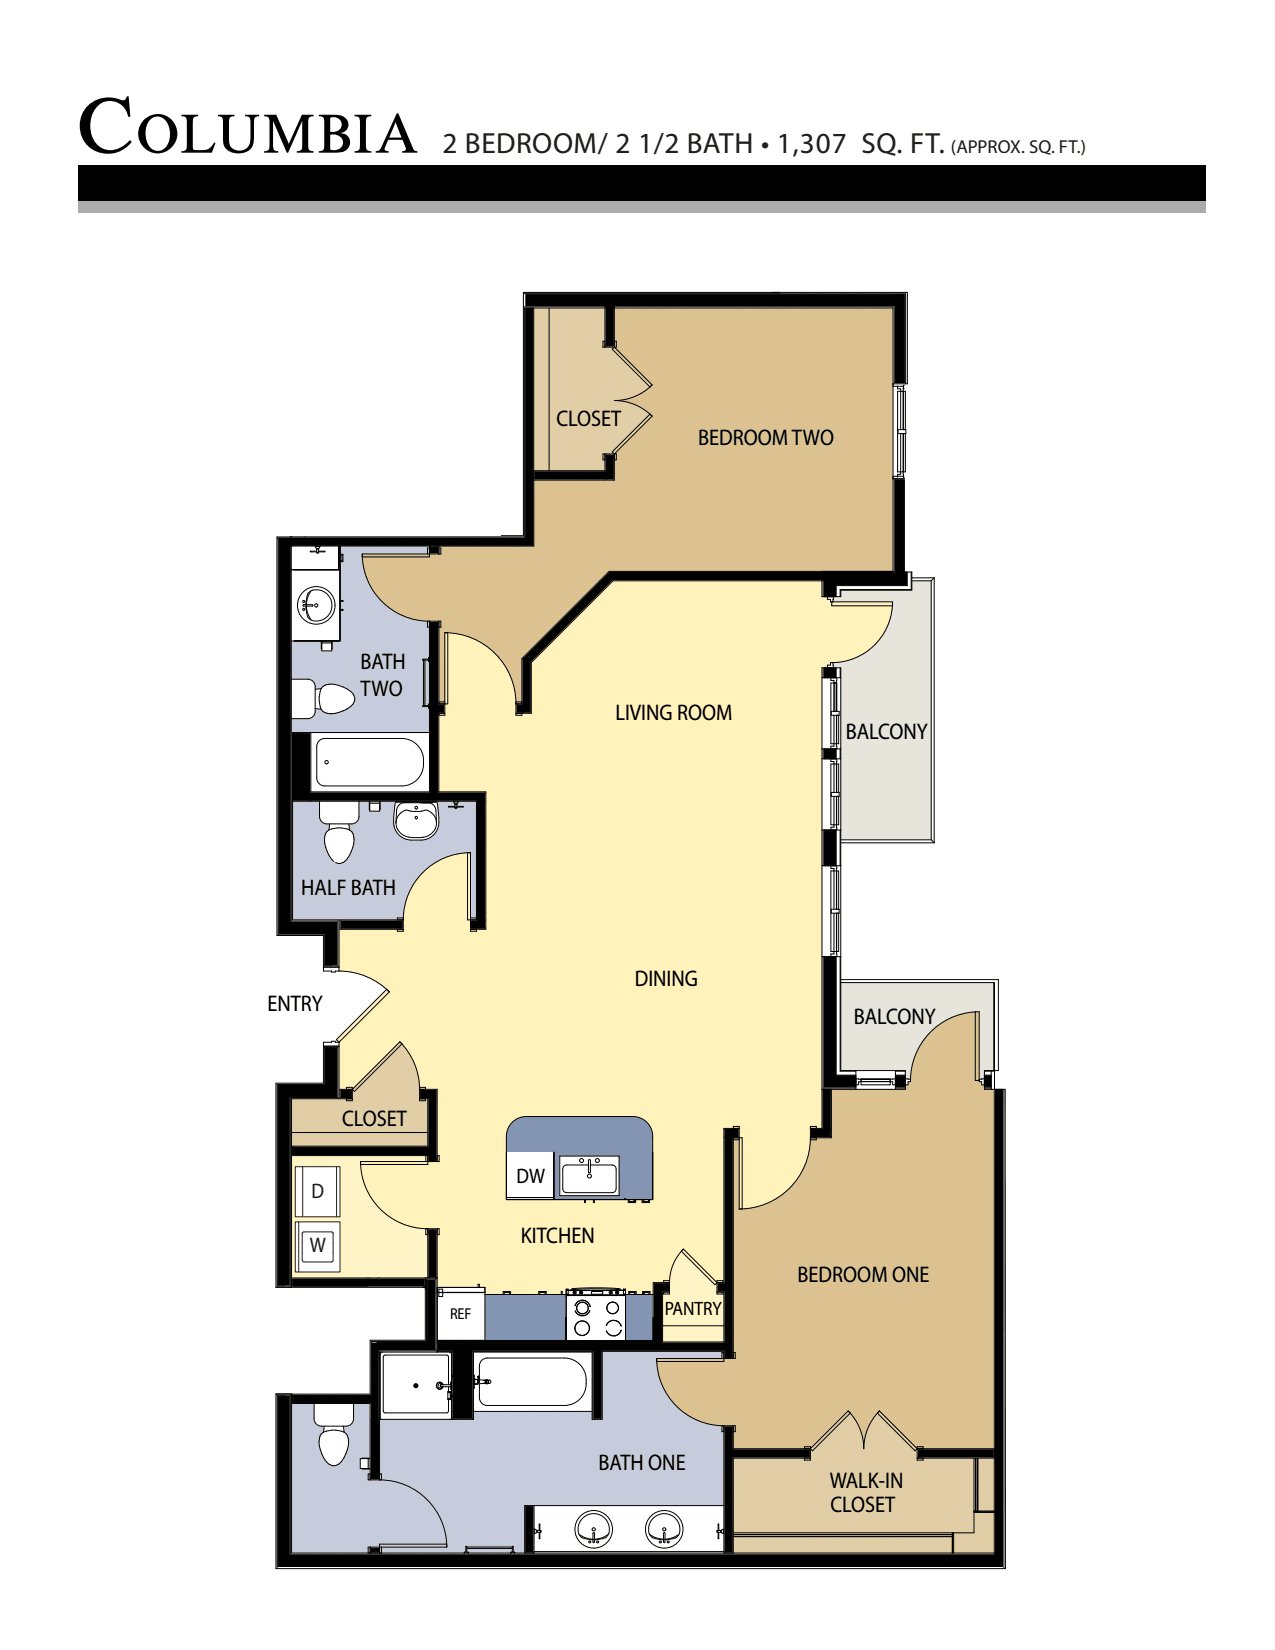 COLUMBIA 2 BEDROOM/ 2 1/2 BATH • 1,307 SQ. FT. (APPROX. SQ. FT.)
CLOSET
BEDROOM TWO
BATH
TWO
LIVING ROOM
BALCONY
HALF BATH
DINING
ENTRY
BALCONY
CLOSET
DW
D
W
KITCHEN
BEDROOM ONE
REF
PANTRY
BATH ONE
WALK-IN
CLOSET